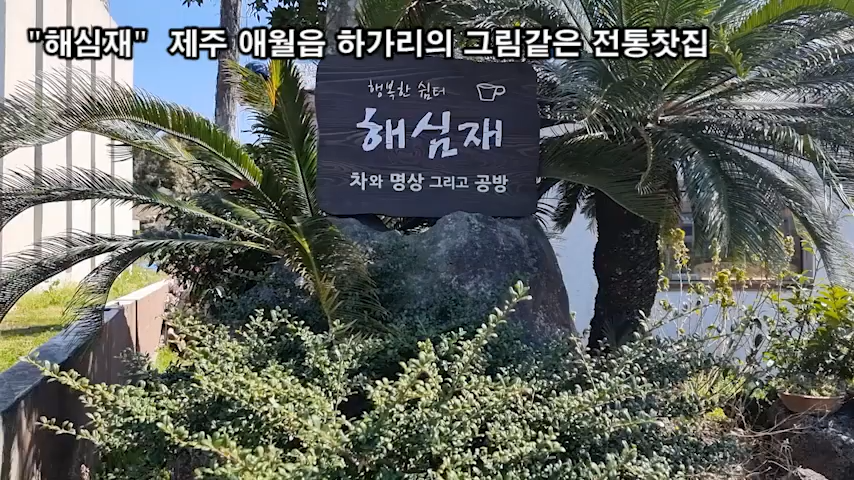 "해심재" 제주 애월읍 하가리의 그림같은 전통찻집
행복한 쉼터
해심재
차와 명상 그리고 공방